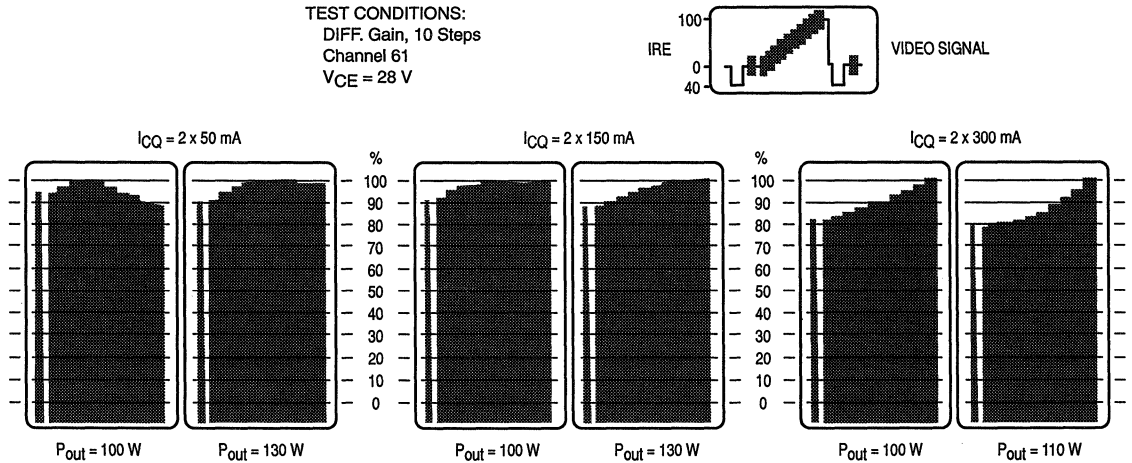 TEST CONDITIONS:
DIFF. Gain, 10 Steps
Channel 61
VCE = 28 V
100
IRE
0
40
VIDEO SIGNAL
ICQ = 2 x 50 mA
ICQ = 2 x 150 mA
ICQ = 2 x 300 mA
%
100
90
80
70
60
50
40
30
20
10
0
%
100
90
80
70
60
50
40
30
20
10
0
Pout = 100 W
Pout = 130 W
Pout = 100 W
Pout = 130 W
Pout = 100 W
Pout = 110 W